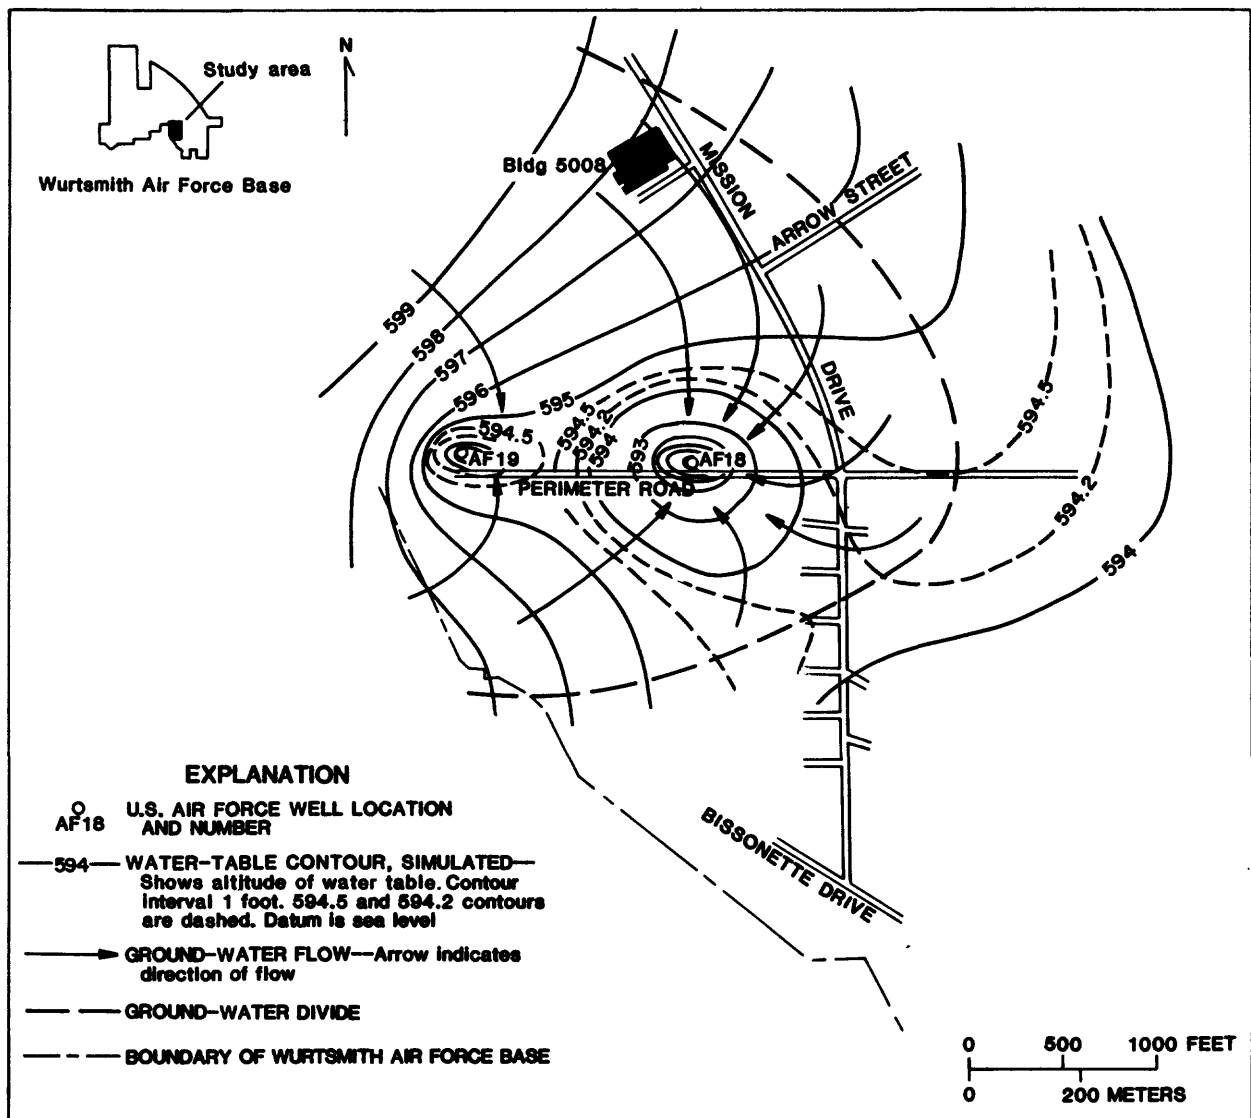 N
Study area
Wurtsmith Air Force Base
Bldg 5008
MISSION
ARROW STREET
DRIVE
599
598
597
596
595
594.5
594.5
594.2
594
593
AF19
AF18
PERIMETER ROAD
594.5
594.2
594
BISSONETTE DRIVE
EXPLANATION
AF18
U.S. AIR FORCE WELL LOCATION
AND NUMBER
594
WATER-TABLE CONTOUR, SIMULATED—
Shows altitude of water table. Contour
interval 1 foot. 594.5 and 594.2 contours
are dashed. Datum is sea level
GROUND-WATER FLOW—Arrow indicates
direction of flow
GROUND-WATER DIVIDE
BOUNDARY OF WURTSMITH AIR FORCE BASE
0 500 1000 FEET
0 200 METERS